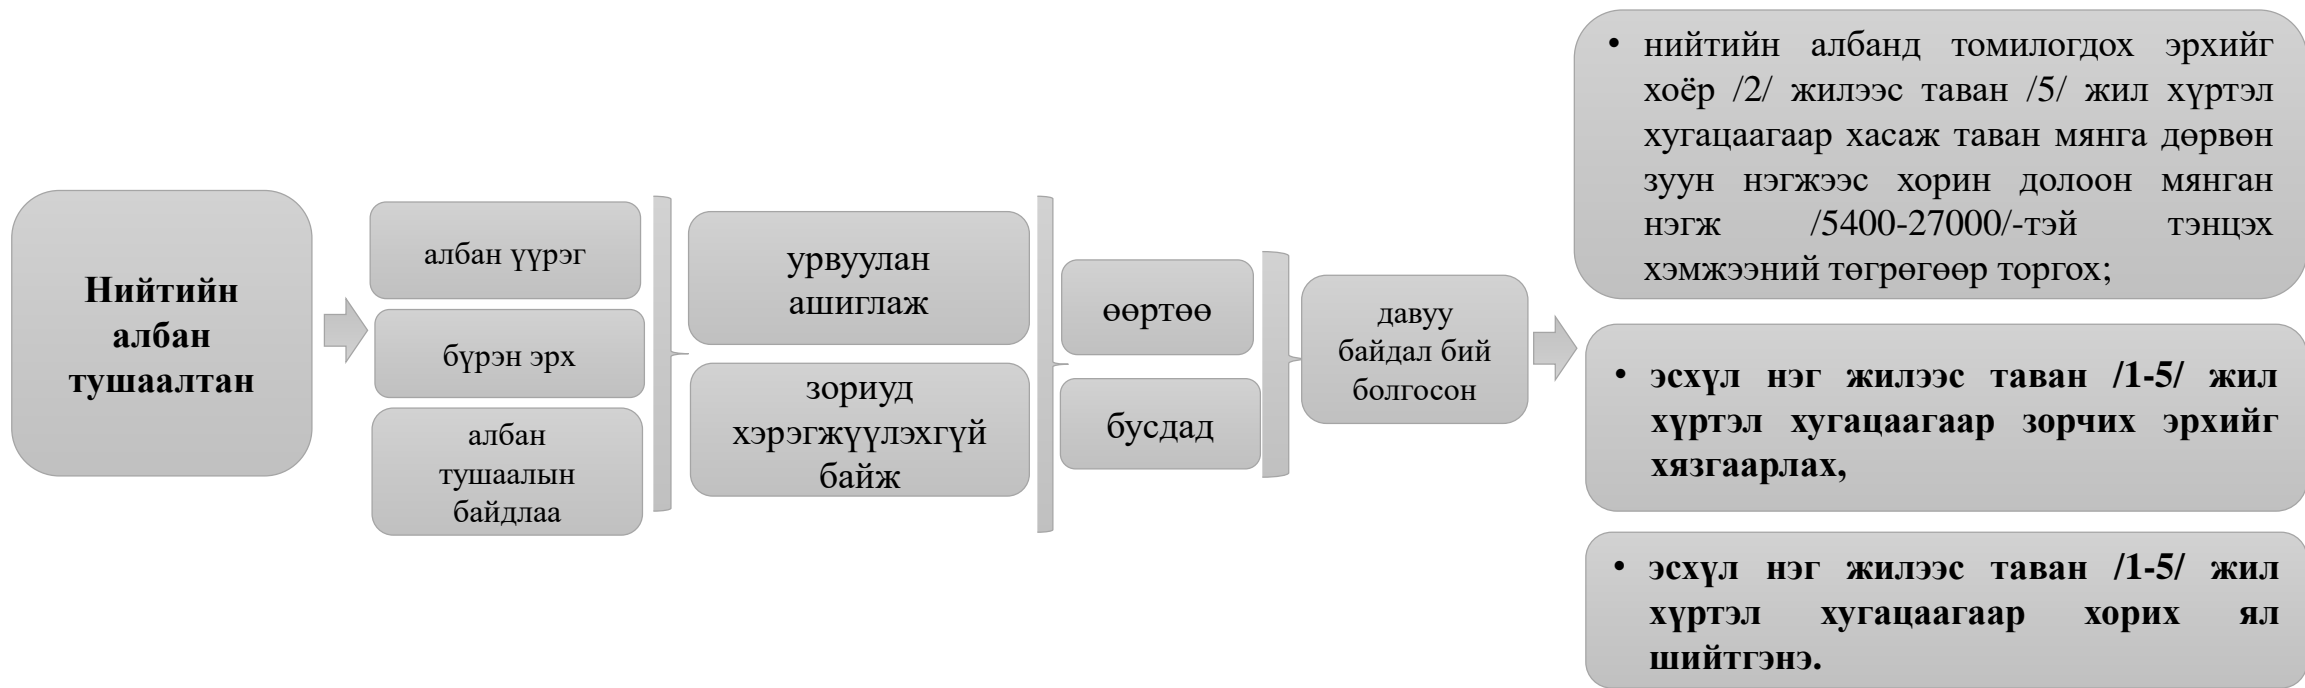 Нийтийн
албан
тушаалтан
албан үүрэг
бүрэн эрх
албан
тушаалын
байдлаа
урвуулан
ашиглаж
зориуд
хэрэгжүүлэхгүй
байж
өөртөө
бусдад
давуу
байдал бий
болгосон
• нийтийн албанд томилогдох эрхийг
хоёр /2/ жилээс таван /5/ жил хүртэл
хугацаагаар хасаж таван мянга дөрвөн
зуун нэгжээс хорин долоон мянган
нэгж /5400-27000/-тэй тэнцэх
хэмжээний төгрөгөөр торгох;
• эсхүл нэг жилээс таван /1-5/ жил
хүртэл хугацаагаар зорчих эрхийг
хязгаарлах,
• эсхүл нэг жилээс таван /1-5/ жил
хүртэл хугацаагаар хорих ял
шийтгэнэ.